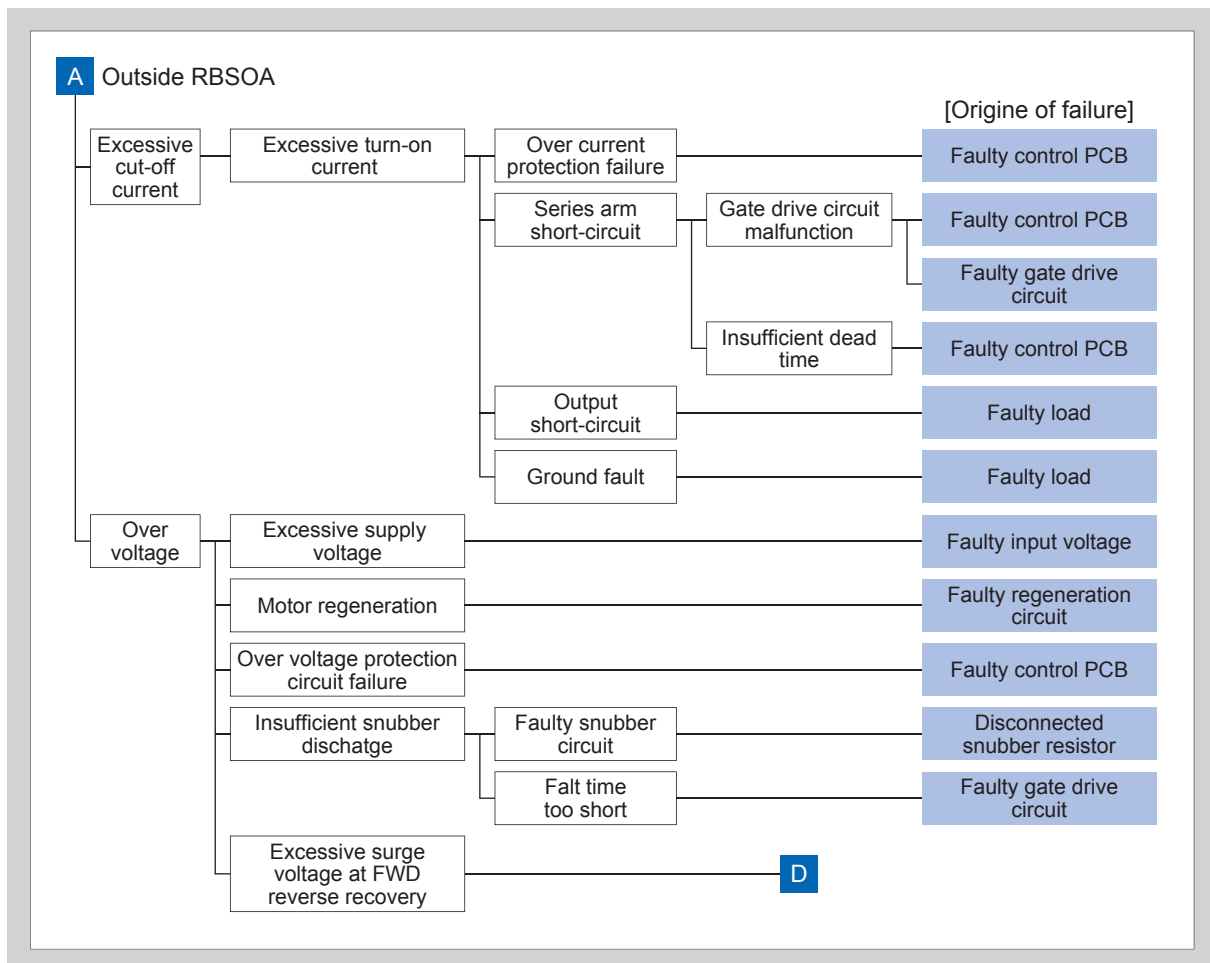 A Outside RBSOA
[Origine of failure]
Excessive
cut-off
current
Excessive turn-on
current
Over current
protection failure
Faulty control PCB
Series arm
short-circuit
Gate drive circuit
malfunction
Faulty control PCB
Faulty gate drive
circuit
Insufficient dead
time
Faulty control PCB
Output
short-circuit
Faulty load
Ground fault
Faulty load
Over
voltage
Excessive supply
voltage
Faulty input voltage
Motor regeneration
Faulty regeneration
circuit
Over voltage protection
circuit failure
Faulty control PCB
Insufficient snubber
dischatge
Faulty snubber
circuit
Disconnected
snubber resistor
Falt time
too short
Faulty gate drive
circuit
Excessive surge
voltage at FWD
reverse recovery
D